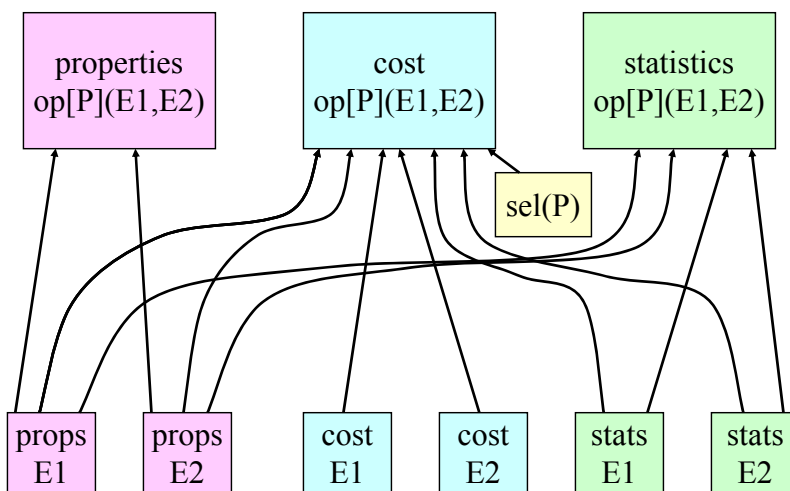 properties
op[P](E1,E2)
cost
op[P](E1,E2)
statistics
op[P](E1,E2)
sel(P)
props
E1
props
E2
cost
E1
cost
E2
stats
E1
stats
E2